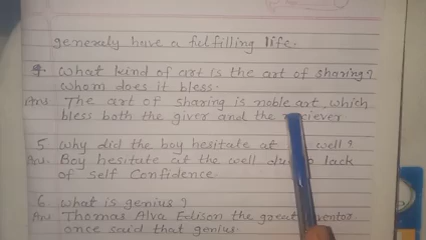 generaly have a fulfilling life.
4. What kind of art is the art of sharing?
whom does it bless.
Ans The art of sharing is noble art, which
bless both the giver and the reciever
5 why did the boy hesitate at well?
Ans. Boy hesitate at the well lack
of self Confidence.
6. what is genius?
Ans. Thomas Alva Edison the great
once said that genius